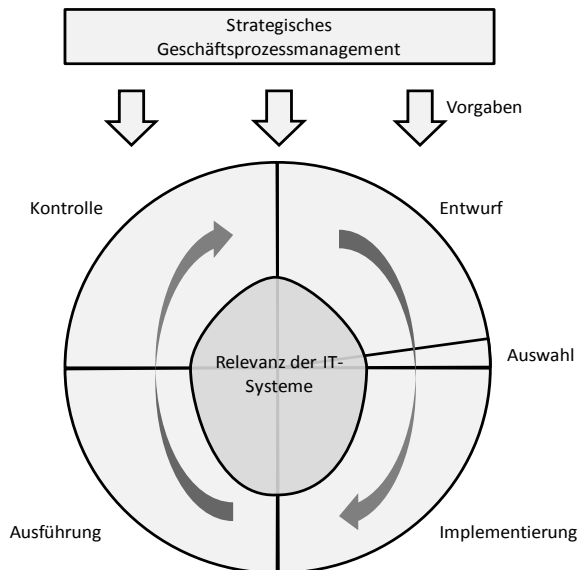 Strategisches
Geschäftsprozessmanagement
Vorgaben
Kontrolle
Entwurf
Relevanz der IT-
Systeme
Auswahl
Ausführung
Implementierung